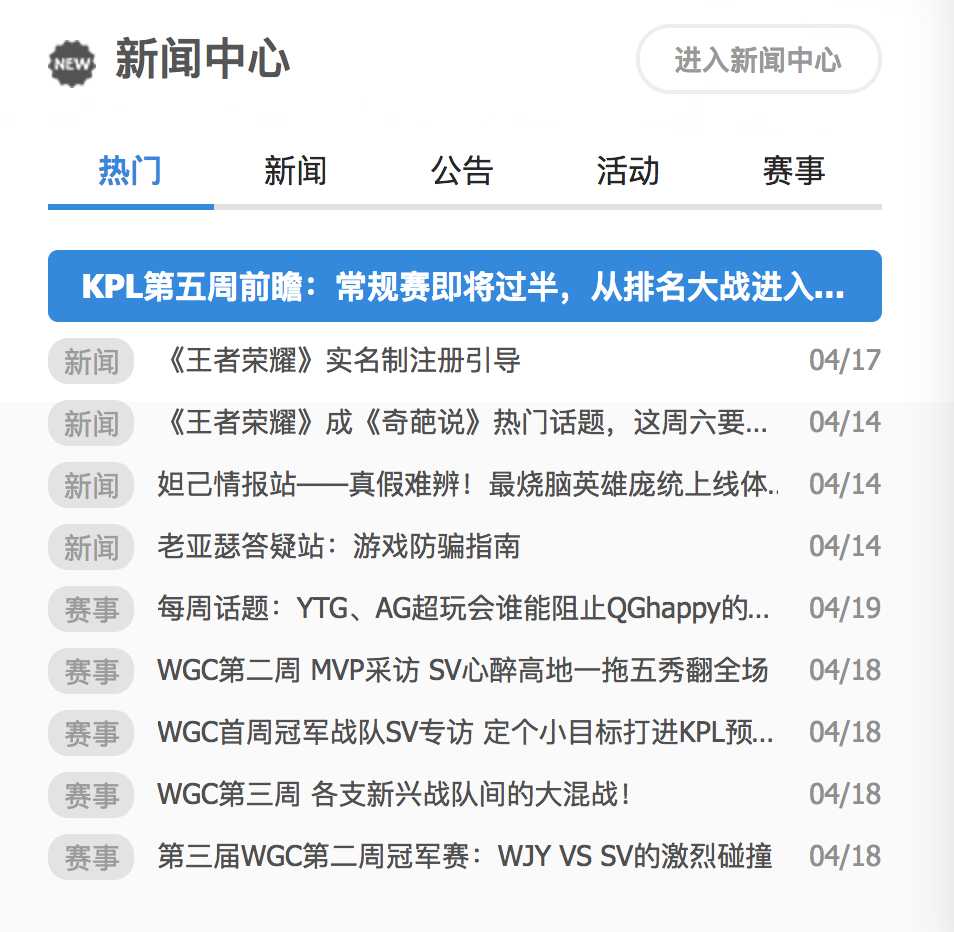 NEW 新闻中心 进入新闻中心
热门 新闻 公告 活动 赛事
KPL第五周前瞻：常规赛即将过半，从排名大战进入...
新闻 《王者荣耀》实名制注册引导 04/17
新闻 《王者荣耀》成《奇葩说》热门话题，这周六要... 04/14
新闻 妲己情报站——真假难辨！最烧脑英雄庞统上线体.. 04/14
新闻 老亚瑟答疑站：游戏防骗指南 04/14
赛事 每周话题：YTG、AG超玩会谁能阻止QGhappy的... 04/19
赛事 WGC第二周 MVP采访 SV心醉高地一拖五秀翻全场 04/18
赛事 WGC首周冠军战队SV专访 定个小目标打进KPL预... 04/18
赛事 WGC第三周 各支新兴战队间的大混战！ 04/18
赛事 第三届WGC第二周冠军赛：WJY VS SV的激烈碰撞 04/18